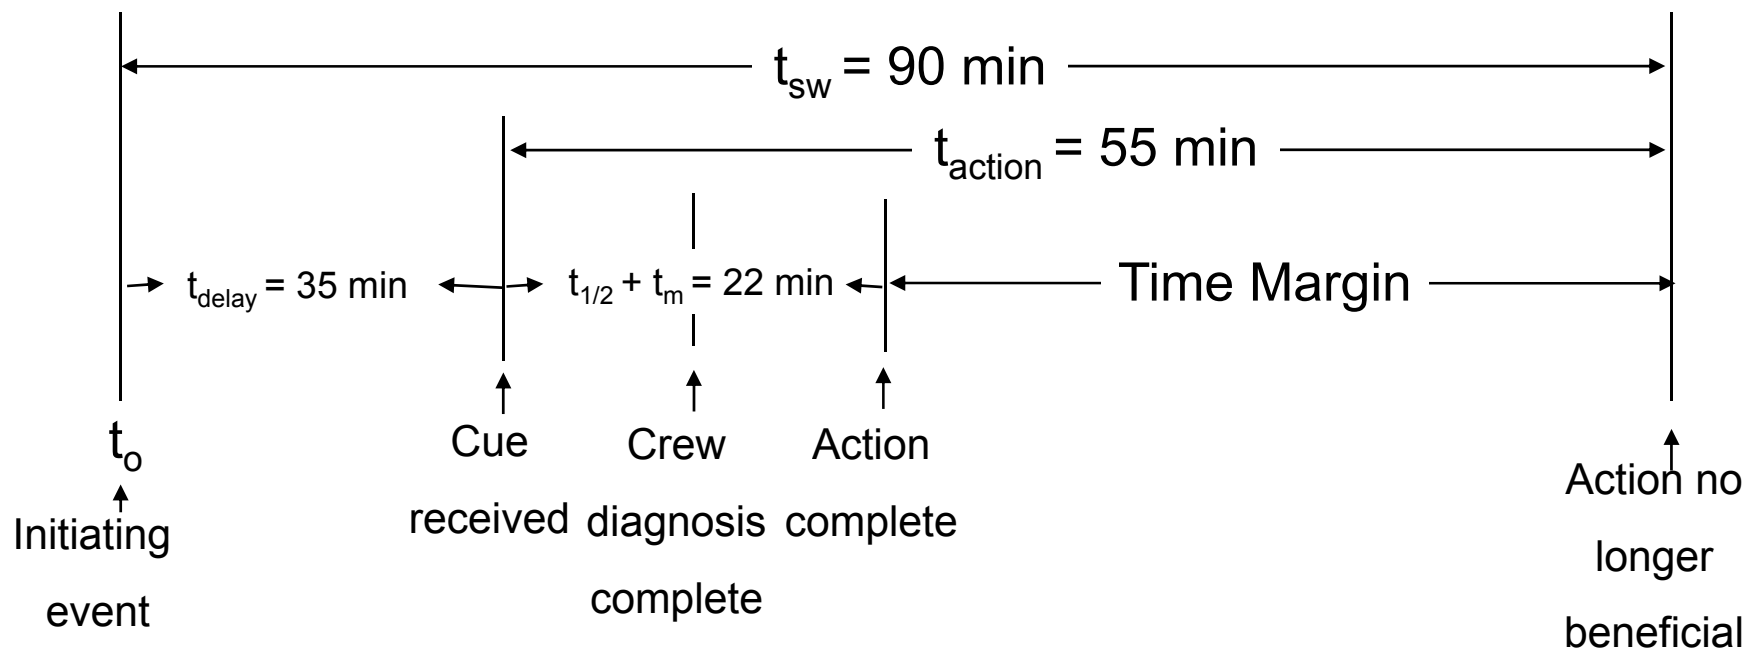 t_sw = 90 min
t_action = 55 min
t_delay = 35 min
t_1/2 + t_m = 22 min
Time Margin
t_o
Initiating
event
Cue
received
Crew
diagnosis
complete
Action
complete
Action no
longer
beneficial